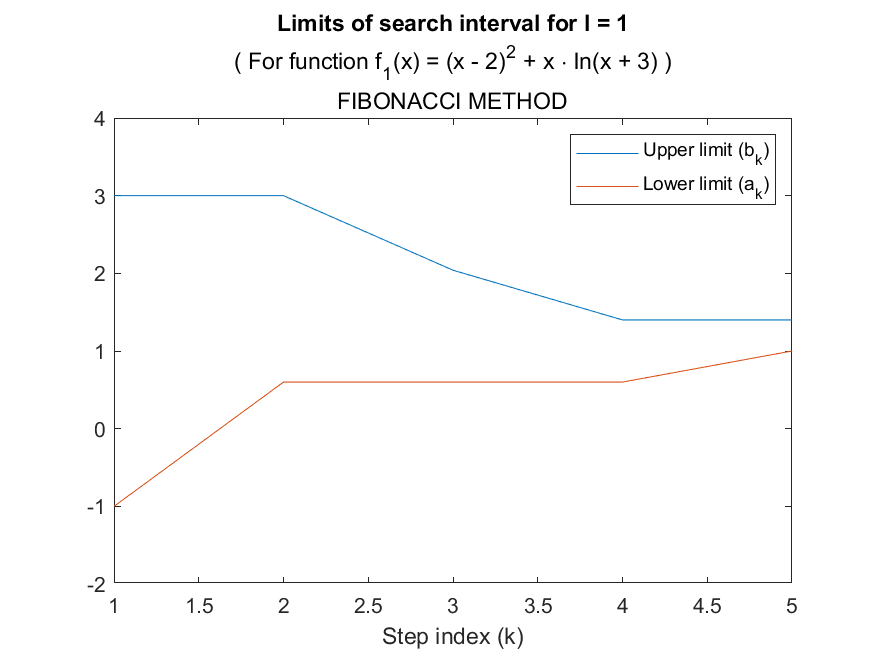 Limits of search interval for l = 1
( For function f₁(x) = (x - 2)² + x · ln(x + 3) )
FIBONACCI METHOD
4
3
2
1
0
-1
-2
Upper limit (bₖ)
Lower limit (aₖ)
1 1.5 2 2.5 3 3.5 4 4.5 5
Step index (k)